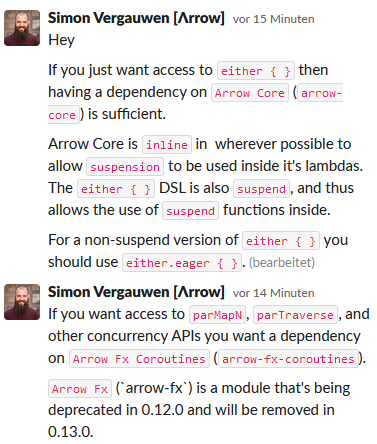 Simon Vergauwen [Λrrow] vor 15 Minuten
Hey
If you just want access to either { } then
having a dependency on Arrow Core (arrow-
core) is sufficient.
Arrow Core is inline in wherever possible to
allow suspension to be used inside it's lambdas.
The either { } DSL is also suspend, and thus
allows the use of suspend functions inside.
For a non-suspend version of either { } you
should use either.eager { }. (bearbeitet)
Simon Vergauwen [Λrrow] vor 14 Minuten
If you want access to parMapN, parTraverse, and
other concurrency APIs you want a dependency
on Arrow Fx Coroutines (arrow-fx-coroutines).
Arrow Fx (`arrow-fx`) is a module that's being
deprecated in 0.12.0 and will be removed in
0.13.0.